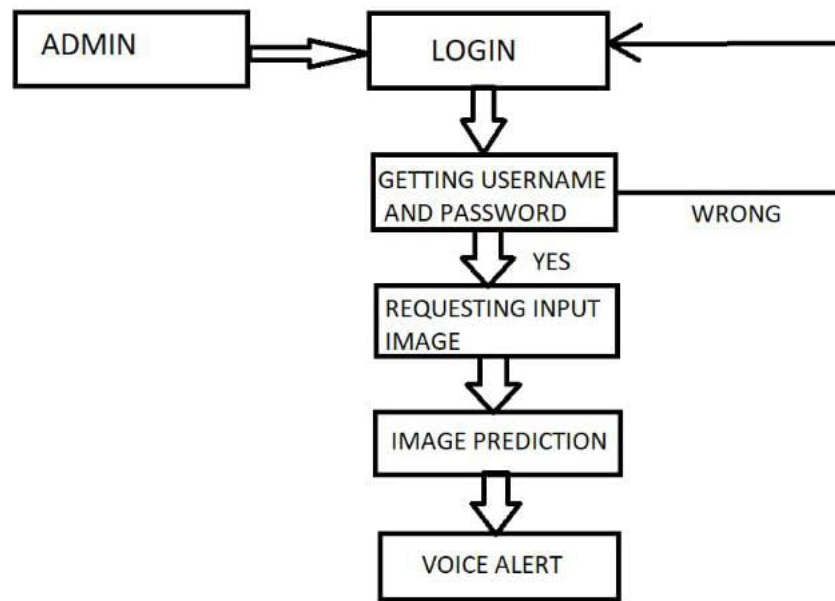 ADMIN
LOGIN
GETTING USERNAME
AND PASSWORD
WRONG
YES
REQUESTING INPUT
IMAGE
IMAGE PREDICTION
VOICE ALERT